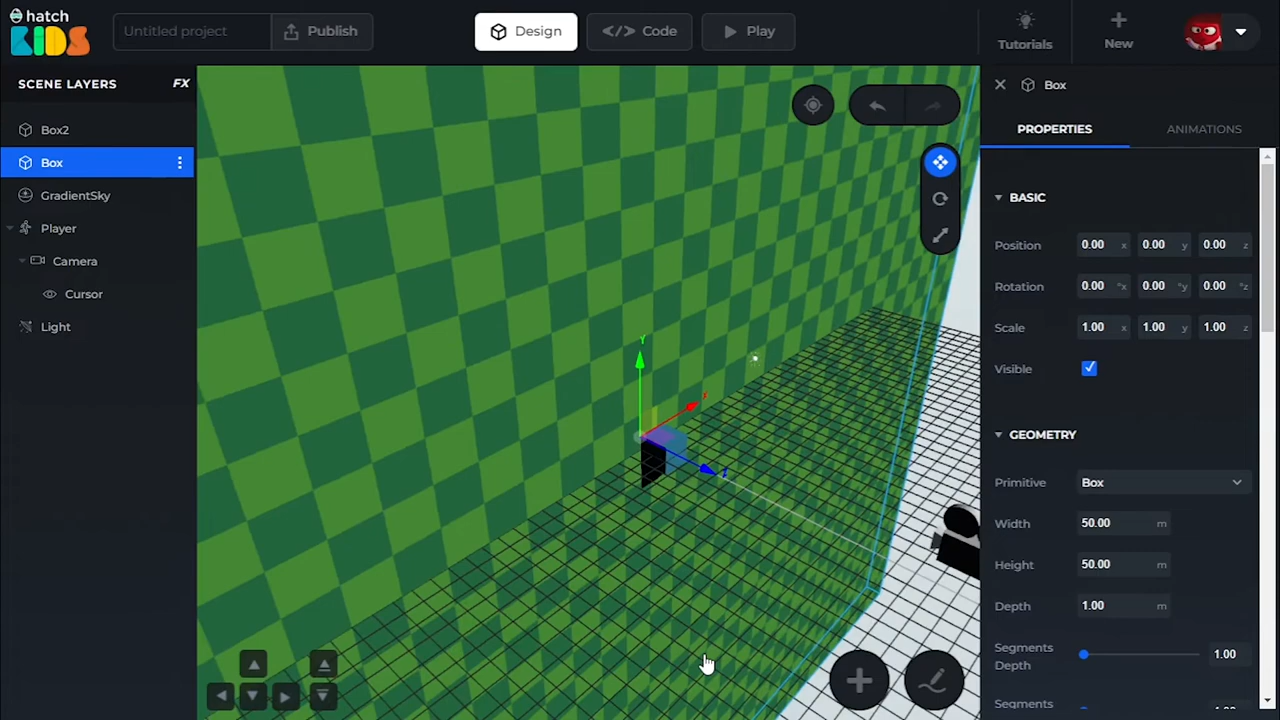 hatch
KIDS
Untitled project
Publish
Design
</> Code
Play
Tutorials
New
SCENE LAYERS
FX
Box2
Box
GradientSky
Player
Camera
Cursor
Light
Y
X
Z
Box
PROPERTIES
ANIMATIONS
BASIC
Position 0.00 x 0.00 y 0.00 z
Rotation 0.00 °x 0.00 °y 0.00 °z
Scale 1.00 x 1.00 y 1.00 z
Visible
GEOMETRY
Primitive Box
Width 50.00 m
Height 50.00 m
Depth 1.00 m
Segments
Depth 1.00